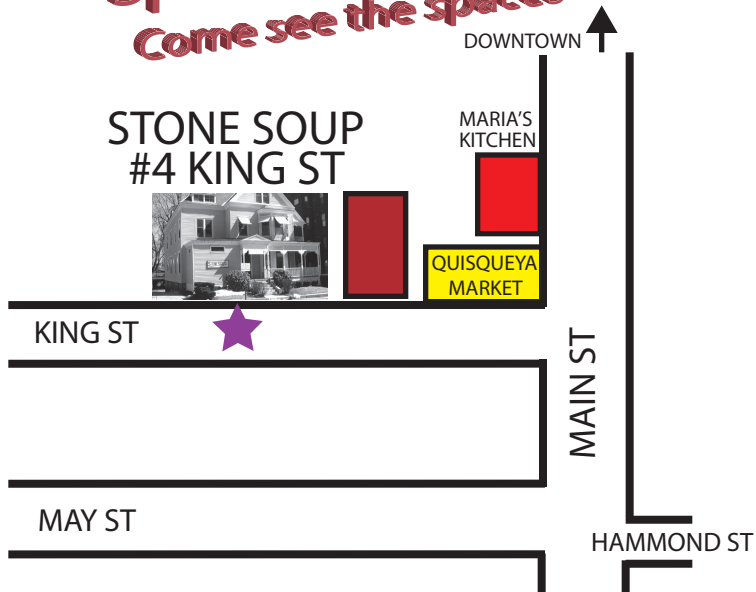 Come see the spaces
DOWNTOWN
STONE SOUP
#4 KING ST
MARIA'S
KITCHEN
QUISQUEYA
MARKET
KING ST
MAIN ST
MAY ST
HAMMOND ST